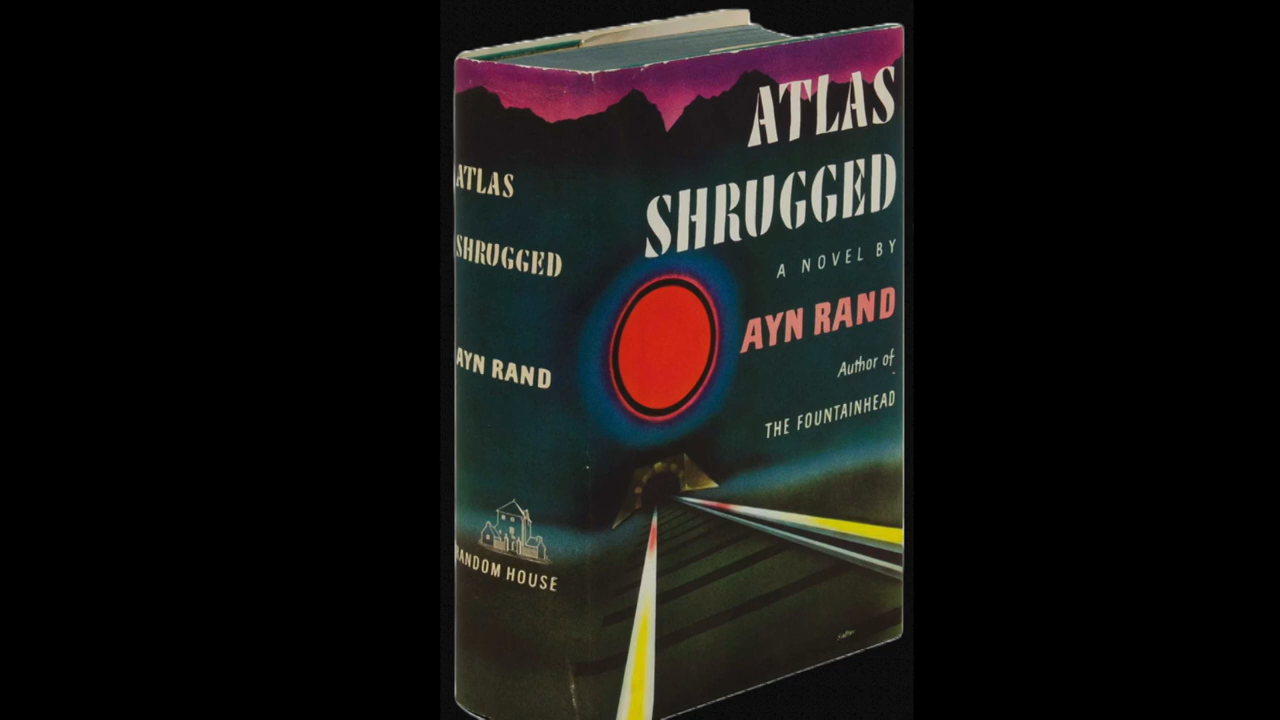 ATLAS
SHRUGGED
AYN RAND
RANDOM HOUSE
ATLAS
SHRUGGED
A NOVEL BY
AYN RAND
Author of
THE FOUNTAINHEAD